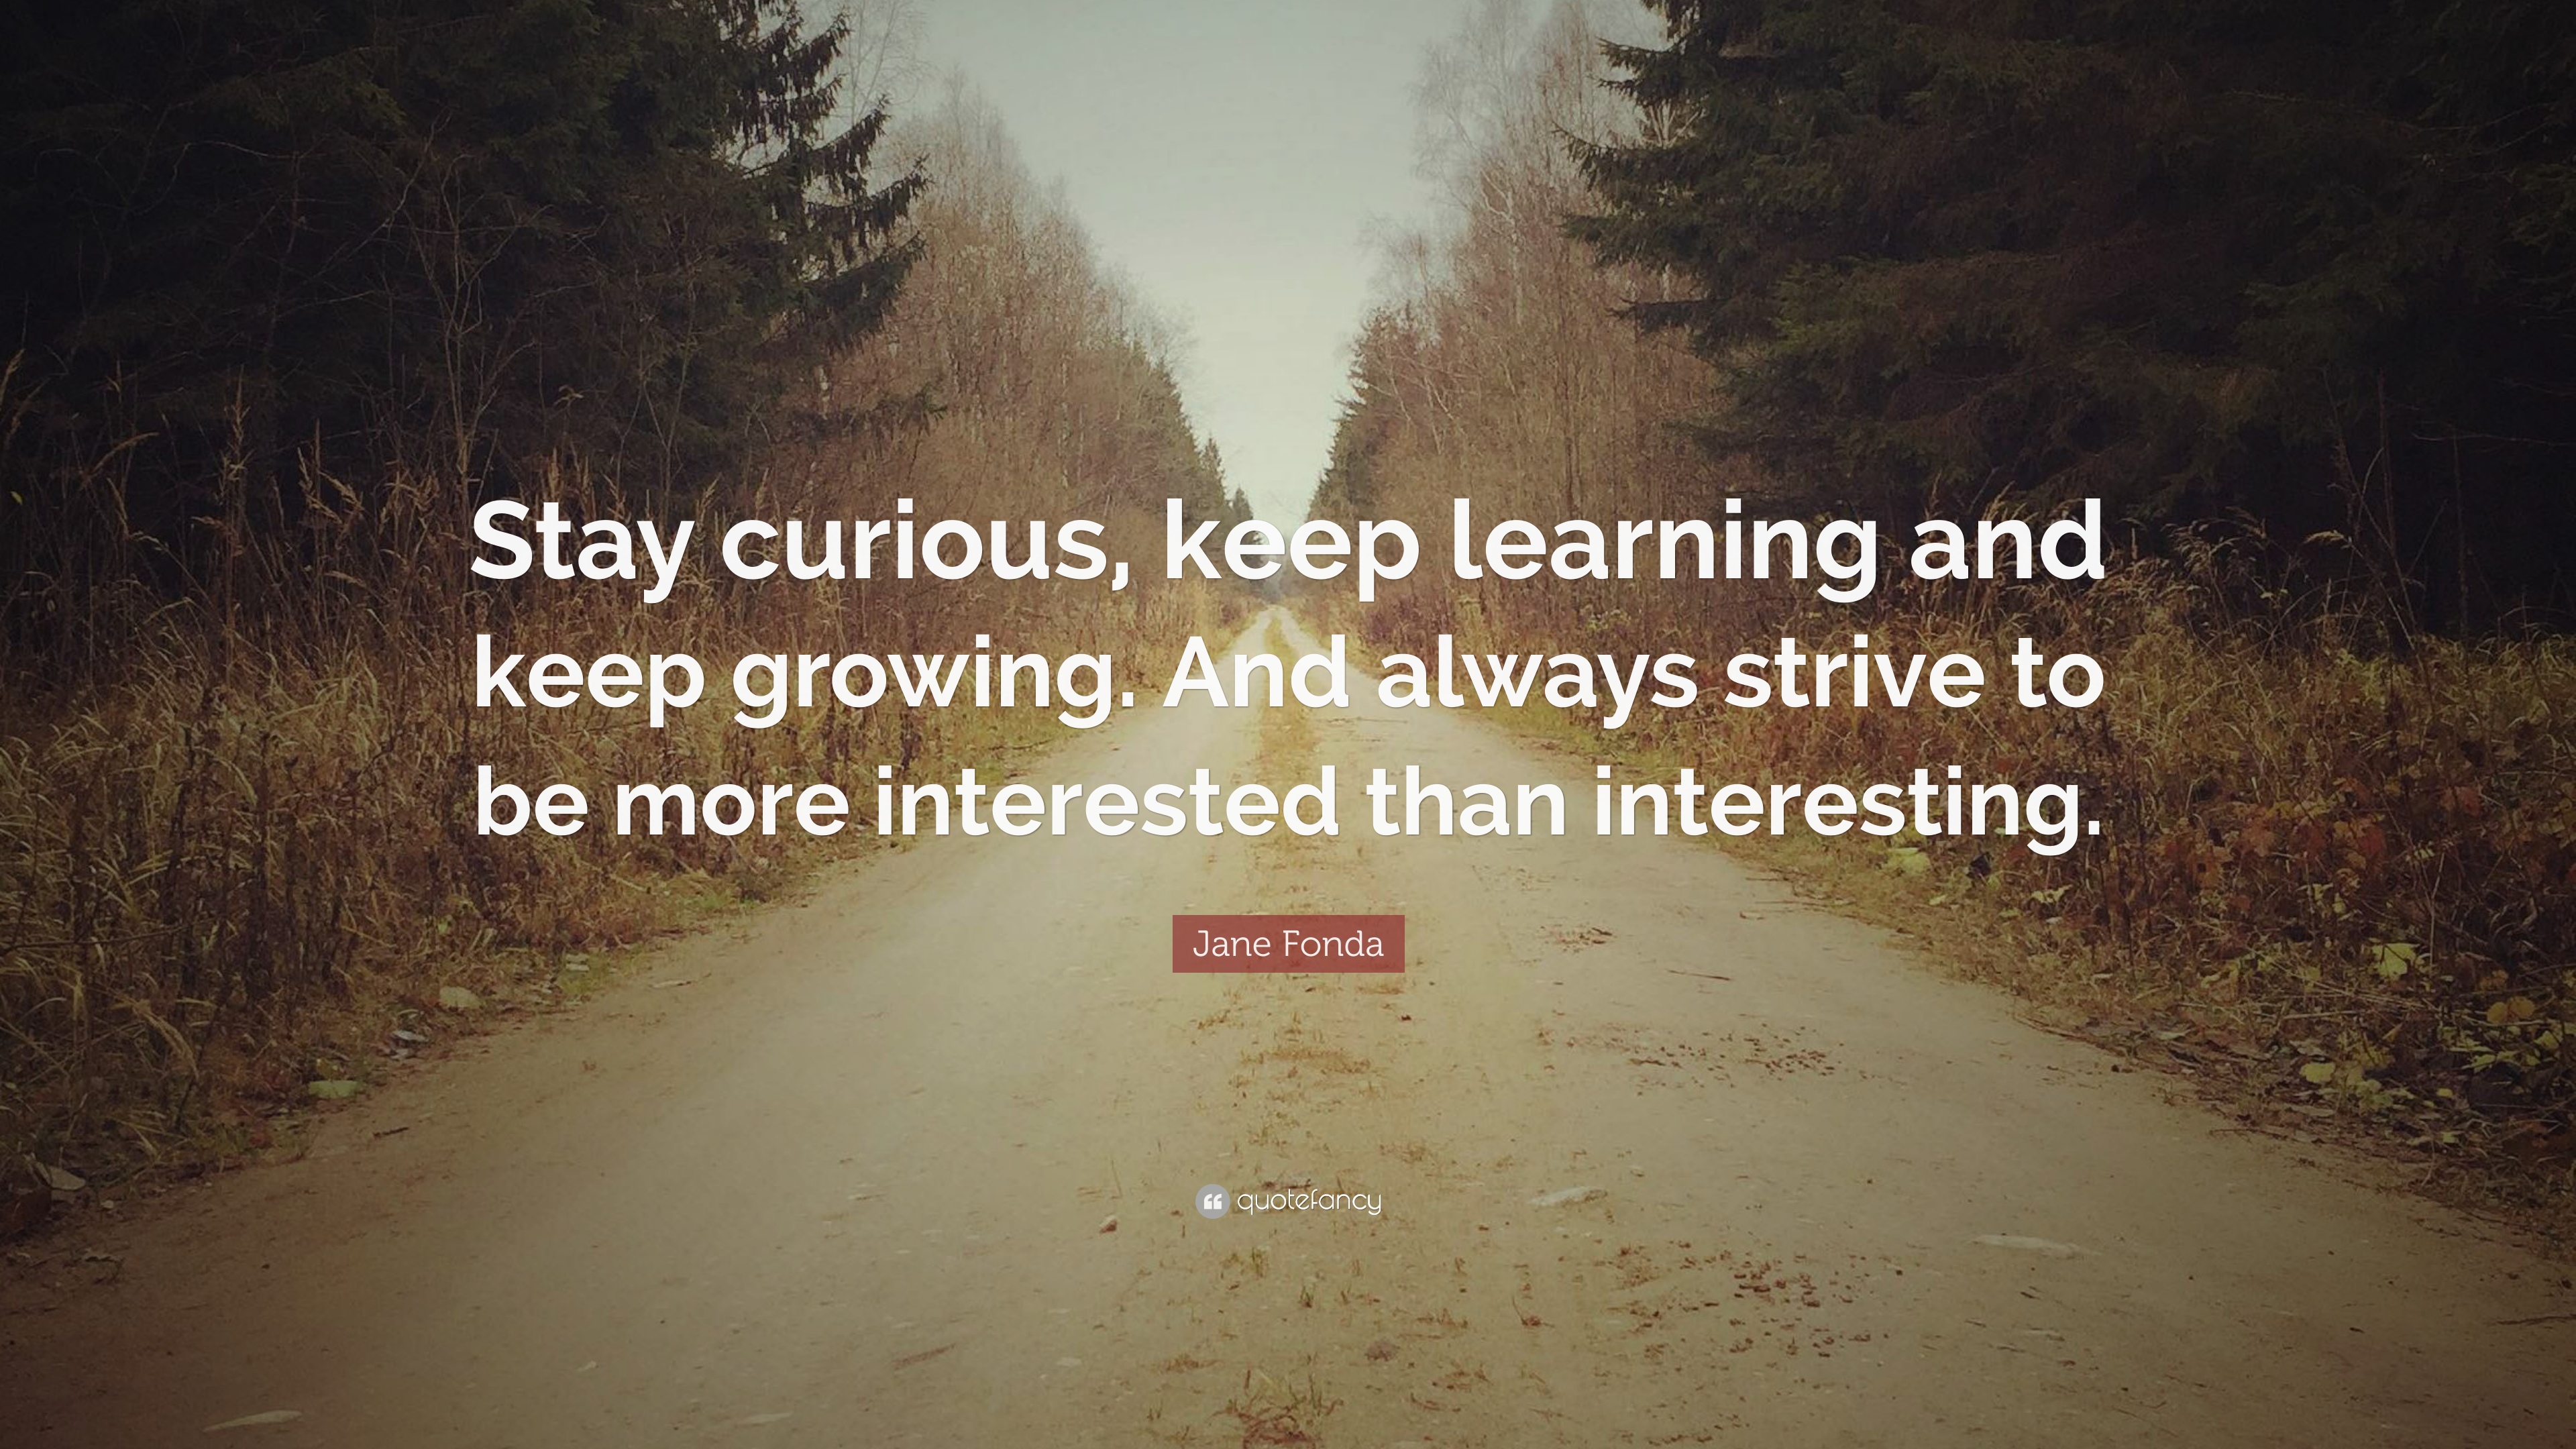 Stay curious, keep learning and
keep growing. And always strive to
be more interested than interesting.
Jane Fonda
quotefancy